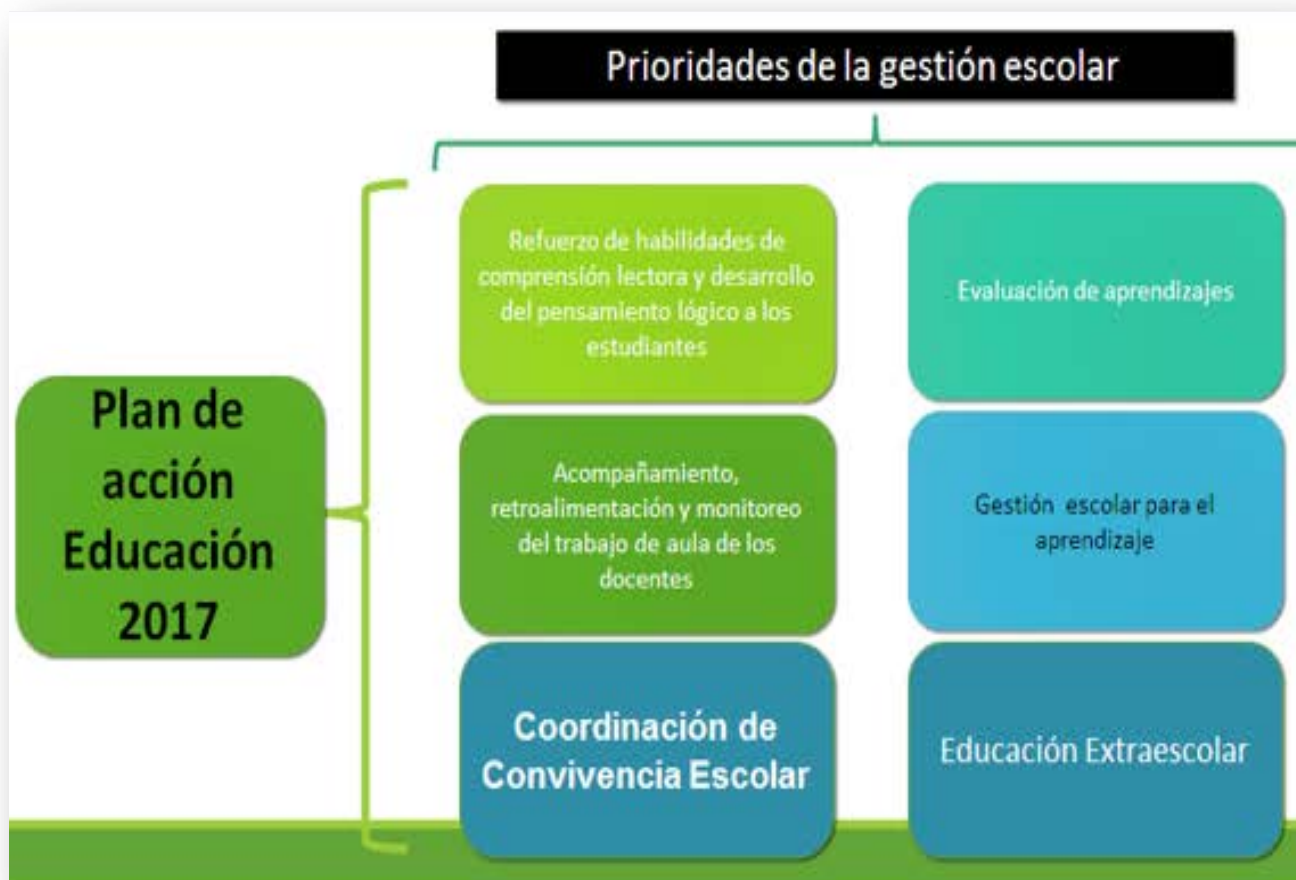 Prioridades de la gestión escolar
Plan de
acción
Educación
2017
Refuerzo de habilidades de
comprensión lectora y desarrollo
del pensamiento lógico a los
estudiantes
Evaluación de aprendizajes
Acompañamiento,
retroalimentación y monitoreo
del trabajo de aula de los
docentes
Gestión escolar para el
aprendizaje
Coordinación de
Convivencia Escolar
Educación Extraescolar